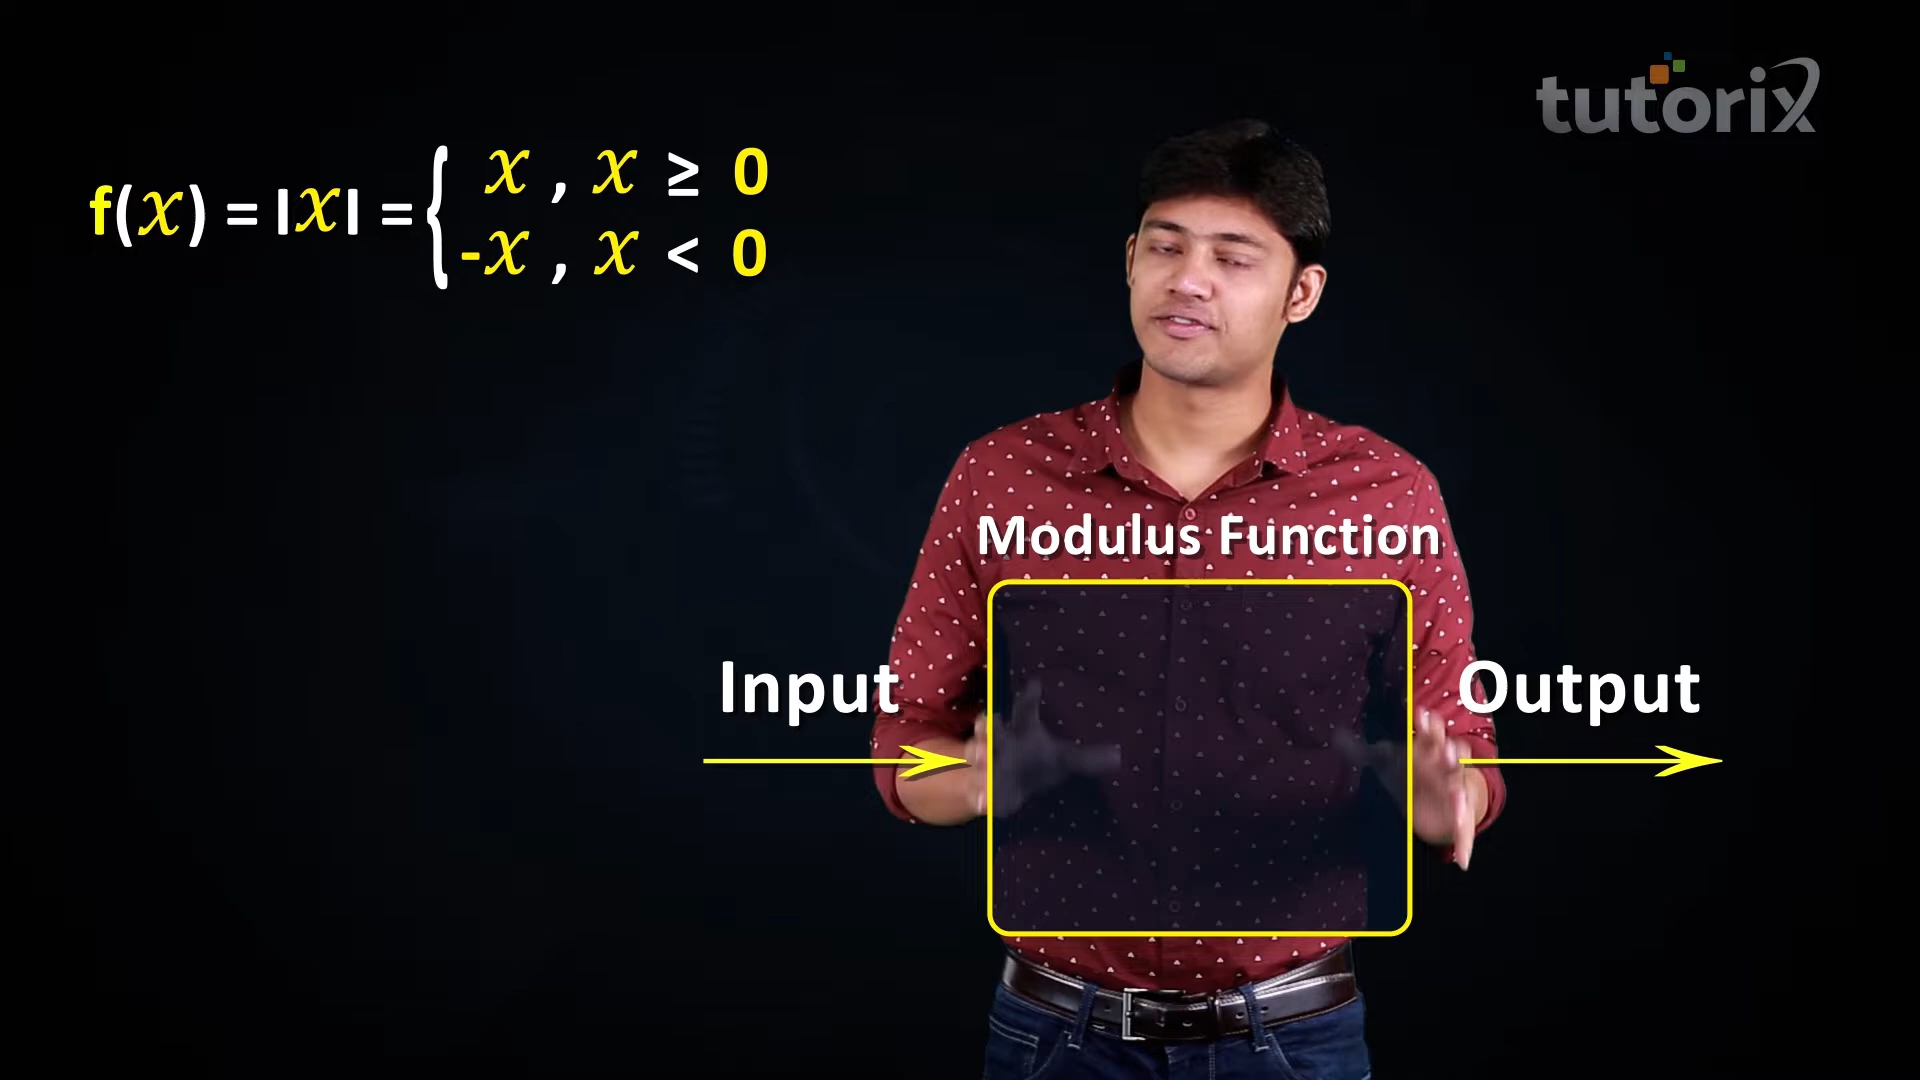 tutorix
f(x) = |x| = { x , x ≥ 0
-x , x < 0
Modulus Function
Input
Output